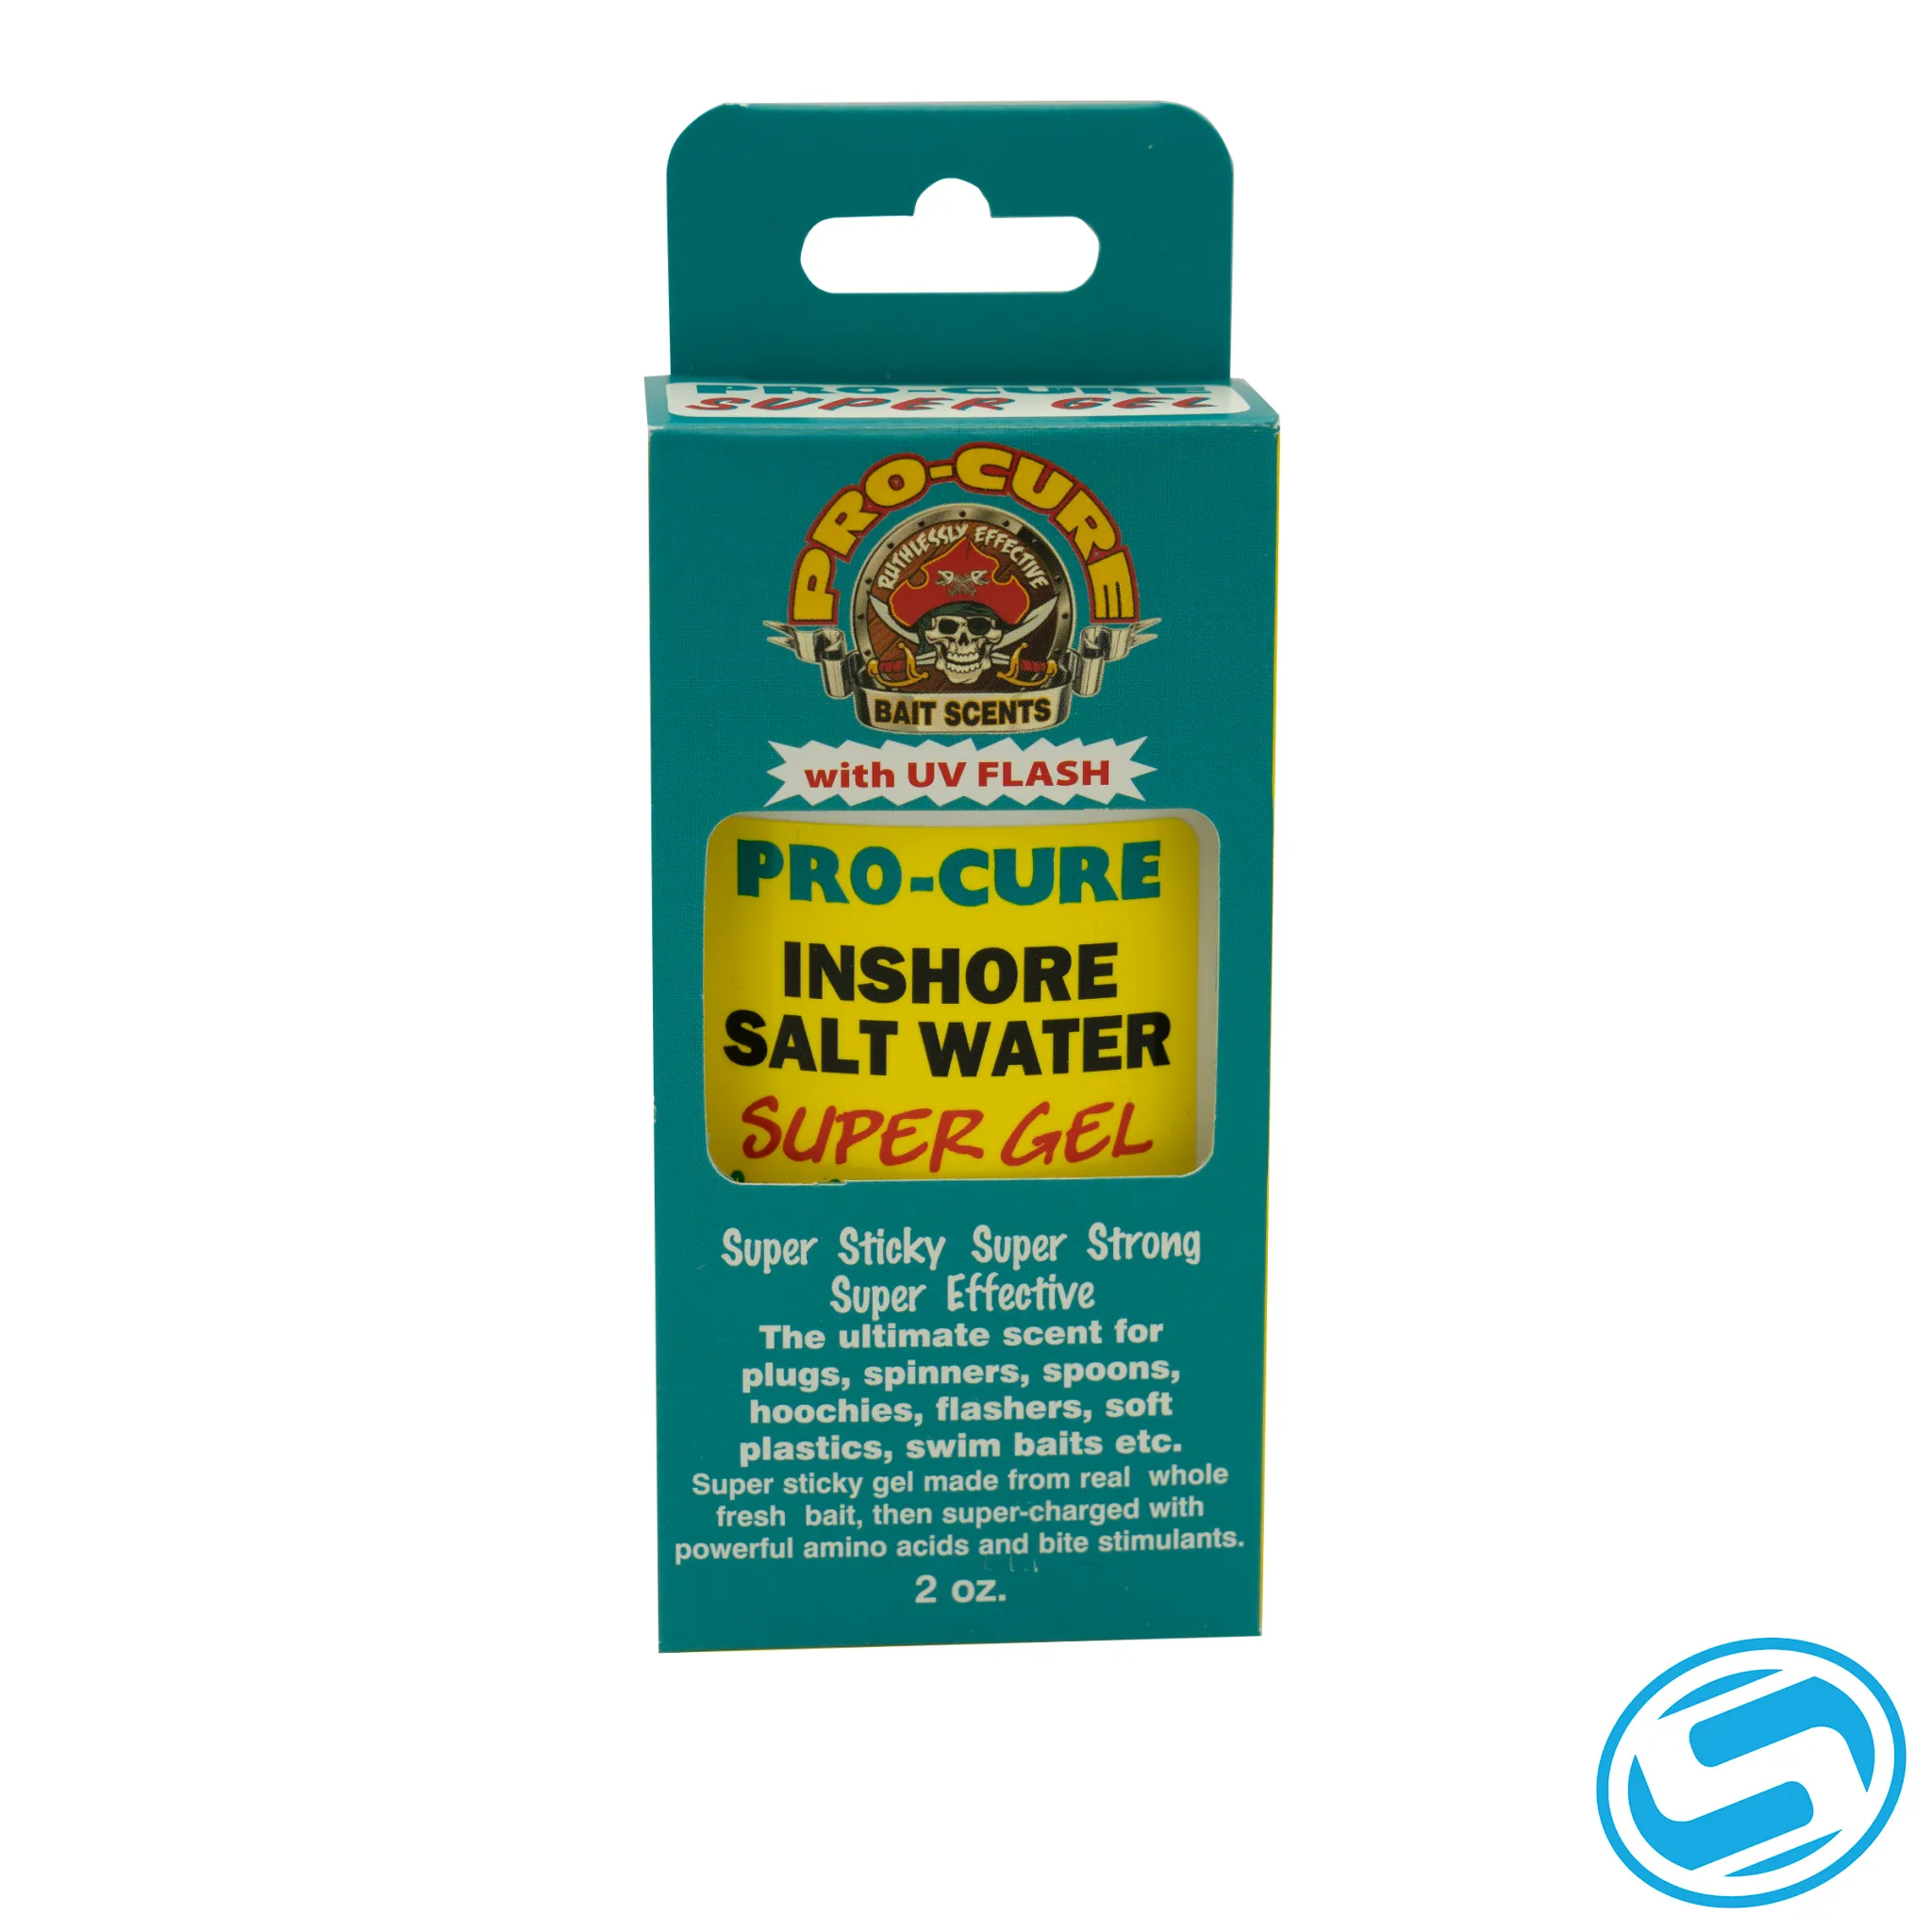 PRO-CURE
SUPER GEL
PRO-CURE
RUTHLESSLY EFFECTIVE
BAIT SCENTS
with UV FLASH
PRO-CURE
INSHORE
SALT WATER
SUPER GEL
Super Sticky Super Strong
Super Effective
The ultimate scent for
plugs, spinners, spoons,
hoochies, flashers, soft
plastics, swim baits etc.
Super sticky gel made from real whole
fresh bait, then super-charged with
powerful amino acids and bite stimulants.
2 oz.